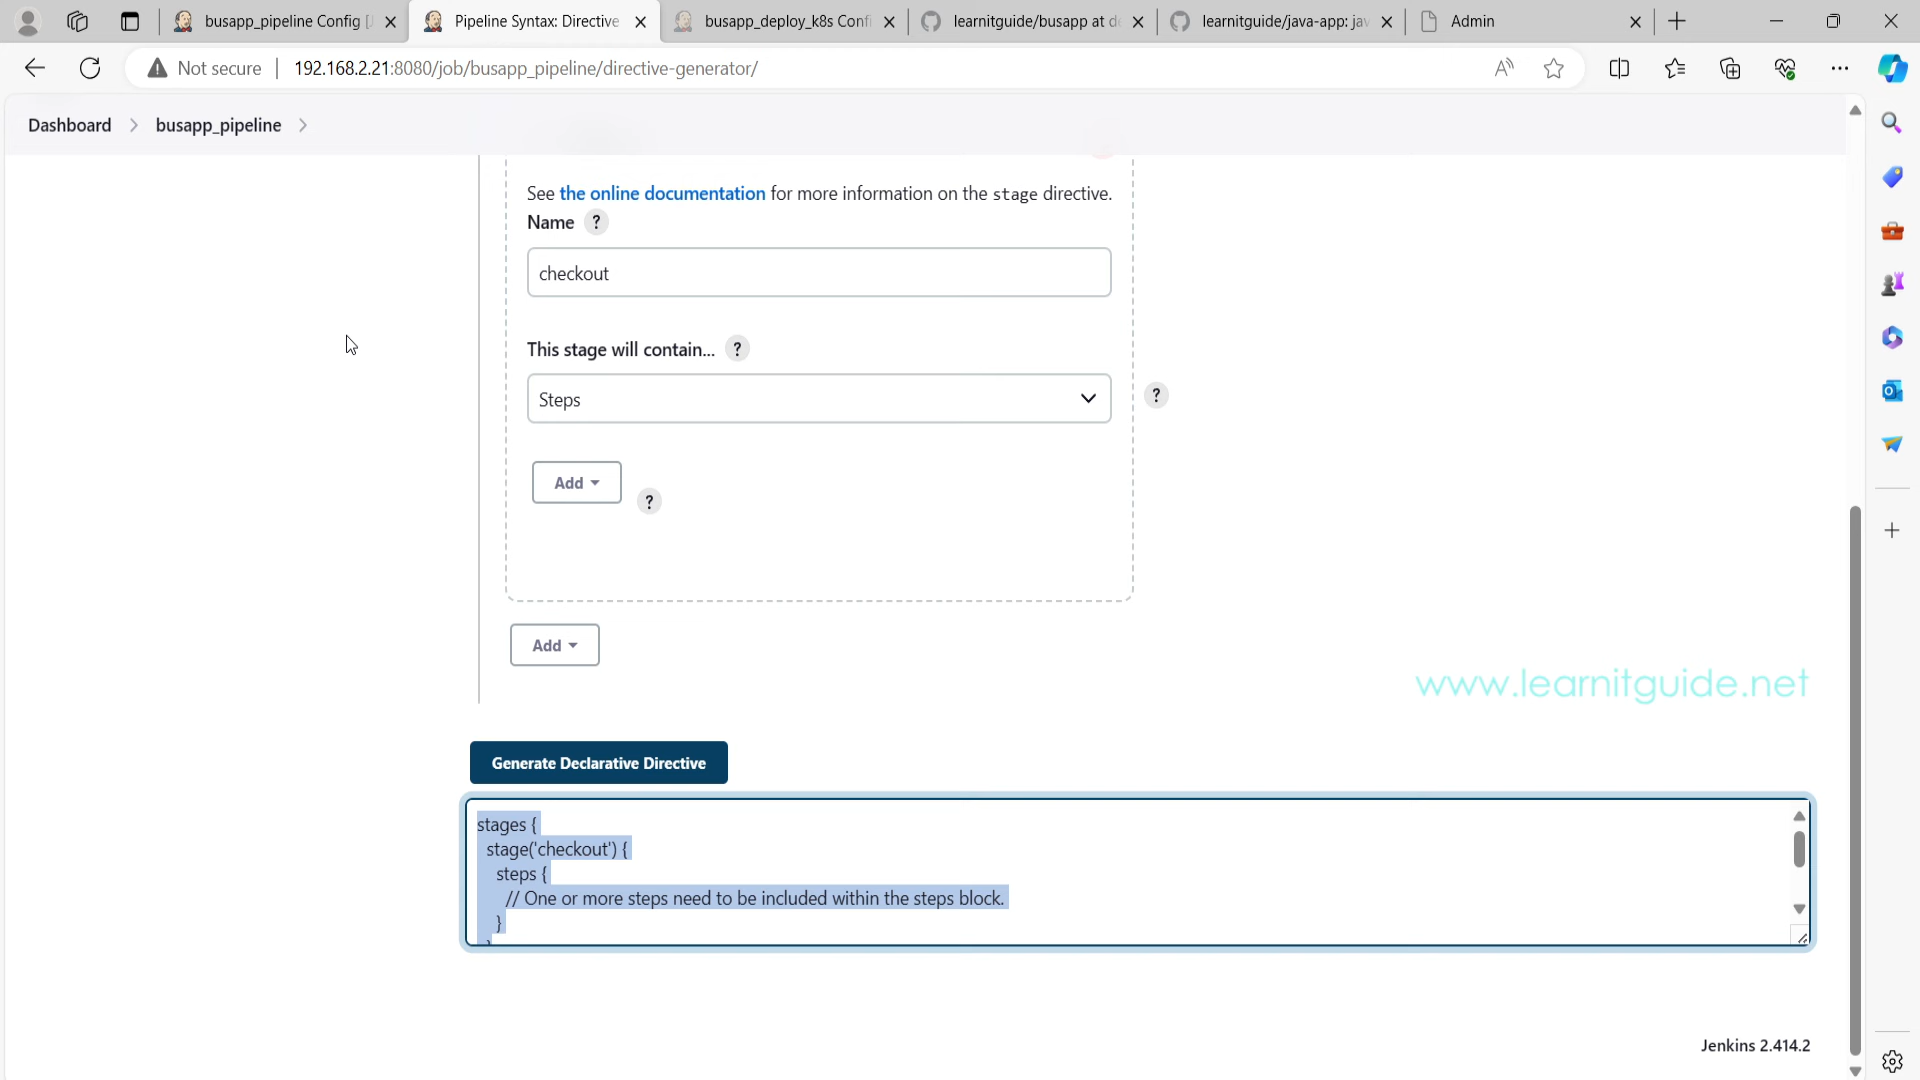 busapp_pipeline Config [J
Pipeline Syntax: Directive
busapp_deploy_k8s Confi
learnitguide/busapp at de
learnitguide/java-app: jav
Admin
Not secure
192.168.2.21:8080/job/busapp_pipeline/directive-generator/
Dashboard
busapp_pipeline
See the online documentation for more information on the stage directive.
Name ?
checkout
This stage will contain... ?
Steps
?
Add
?
Add
www.learnitguide.net
Generate Declarative Directive
stages {
stage('checkout') {
steps {
// One or more steps need to be included within the steps block.
}
}
Jenkins 2.414.2